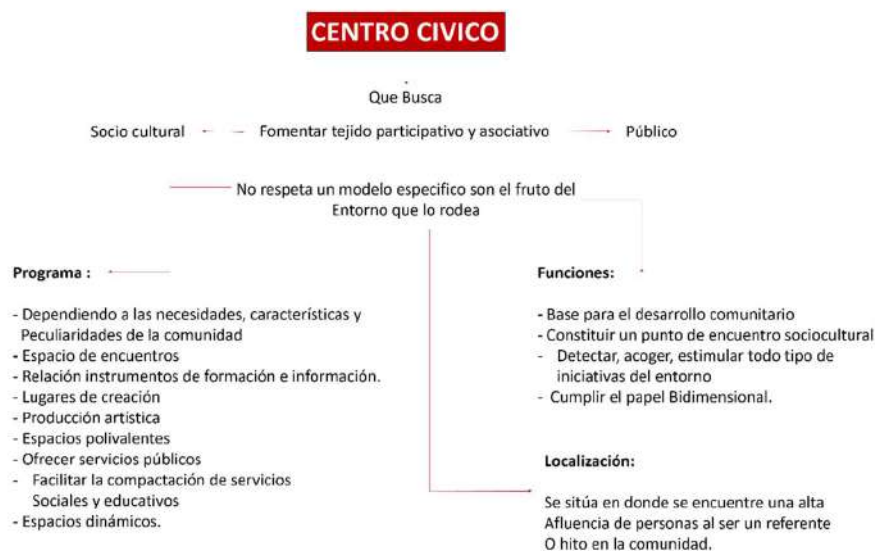 CENTRO CIVICO
Que Busca
Socio cultural
Fomentar tejido participativo y asociativo
Público
No respeta un modelo especifico son el fruto del
Entorno que lo rodea
Programa :
- Dependiendo a las necesidades, características y
Peculiaridades de la comunidad
- Espacio de encuentros
- Relación instrumentos de formación e información.
- Lugares de creación
- Producción artistica
- Espacios polivalentes
- Ofrecer servicios públicos
- Facilitar la compactación de servicios
Sociales y educativos
- Espacios dinámicos.
Funciones:
- Base para el desarrollo comunitario
- Constituir un punto de encuentro sociocultural
- Detectar, acoger, estimular todo tipo de
iniciativas del entorno
- Cumplir el papel Bidimensional.
Localización:
Se sitúa en donde se encuentre una alta
Afluencia de personas al ser un referente
O hito en la comunidad.